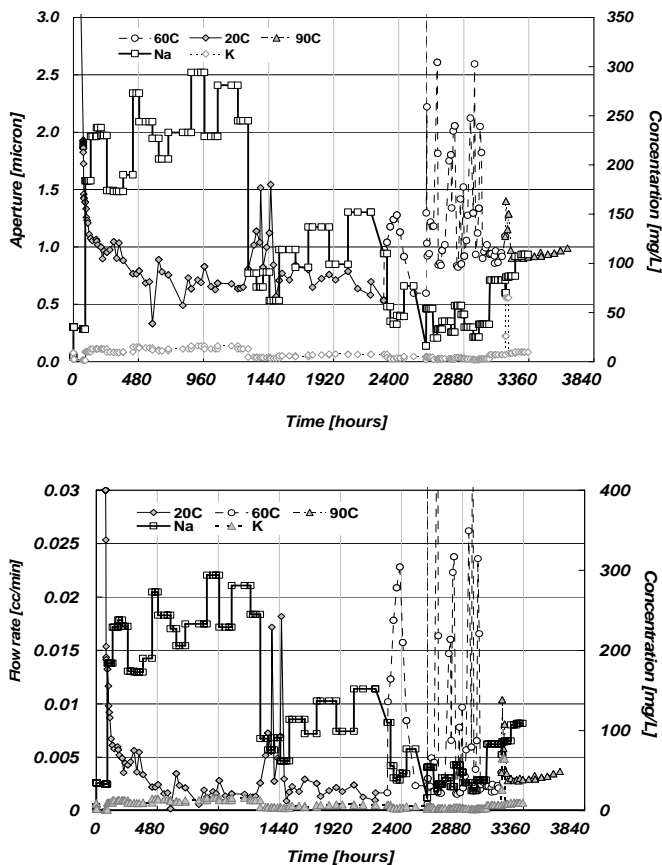 3.0
2.5
2.0
1.5
1.0
0.5
0.0
Aperture [micron]
60C 20C 90C
Na K
350
300
250
200
150
100
50
0
Concentartion [mg/L]
0 480 960 1440 1920 2400 2880 3360 3840
Time [hours]
0.03
0.025
0.02
0.015
0.01
0.005
0
Flow rate [cc/min]
20C 60C 90C
Na K
400
300
200
100
0
Concentration [mg/L]
0 480 960 1440 1920 2400 2880 3360 3840
Time [hours]